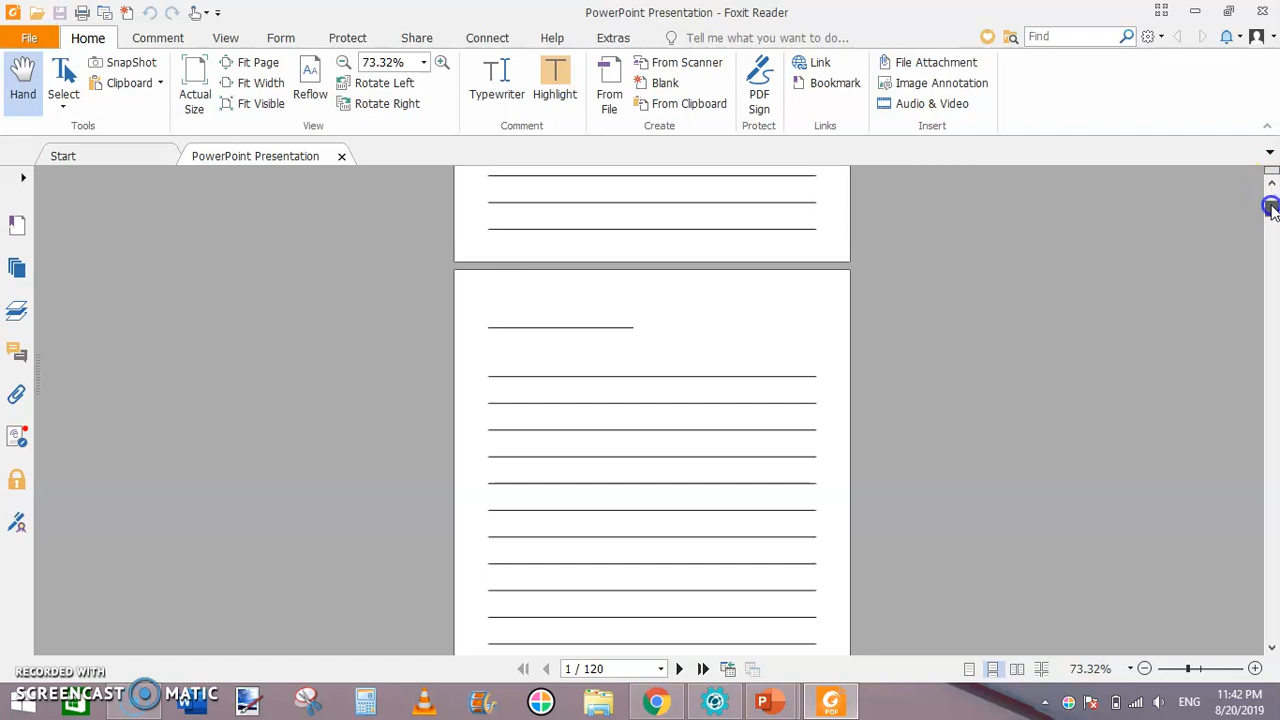 PowerPoint Presentation - Foxit Reader
File Home Comment View Form Protect Share Connect Help Extras Tell me what you want to do... Find
Hand
Select
SnapShot
Clipboard
Tools
Actual Size
Fit Page
Fit Width
Fit Visible
Reflow
73.32%
Rotate Left
Rotate Right
View
Typewriter
Highlight
Comment
From File
From Scanner
Blank
From Clipboard
Create
PDF Sign
Protect
Link
Bookmark
Links
File Attachment
Image Annotation
Audio & Video
Insert
Start PowerPoint Presentation
1 / 120 73.32%
RECORDED WITH
SCREENCAST MATIC
ENG
11:42 PM
8/20/2019